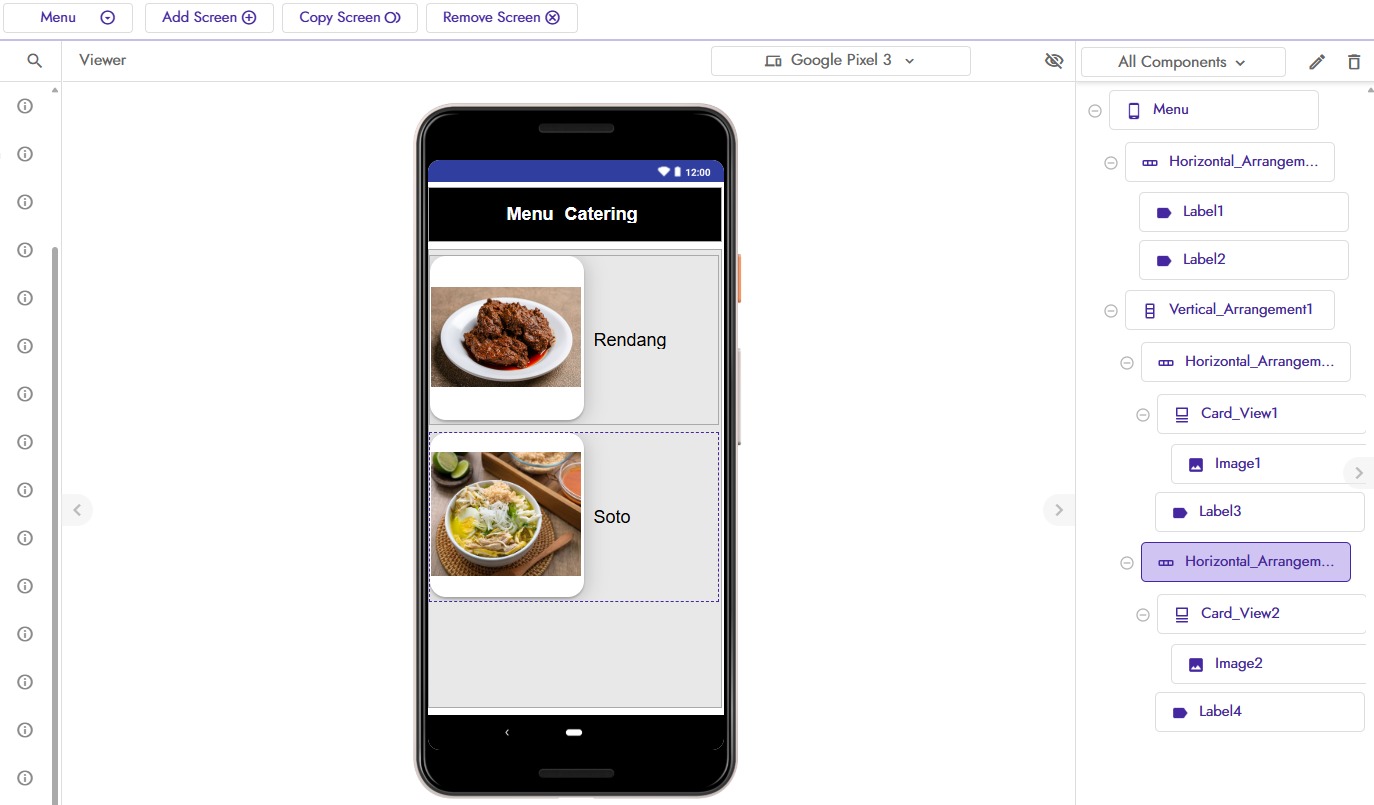 Menu
Add Screen
Copy Screen
Remove Screen
Viewer
Google Pixel 3
All Components
12:00
Menu Catering
Rendang
Soto
Menu
Horizontal_Arrangem...
Label1
Label2
Vertical_Arrangement1
Horizontal_Arrangem...
Card_View1
Image1
Label3
Horizontal_Arrangem...
Card_View2
Image2
Label4